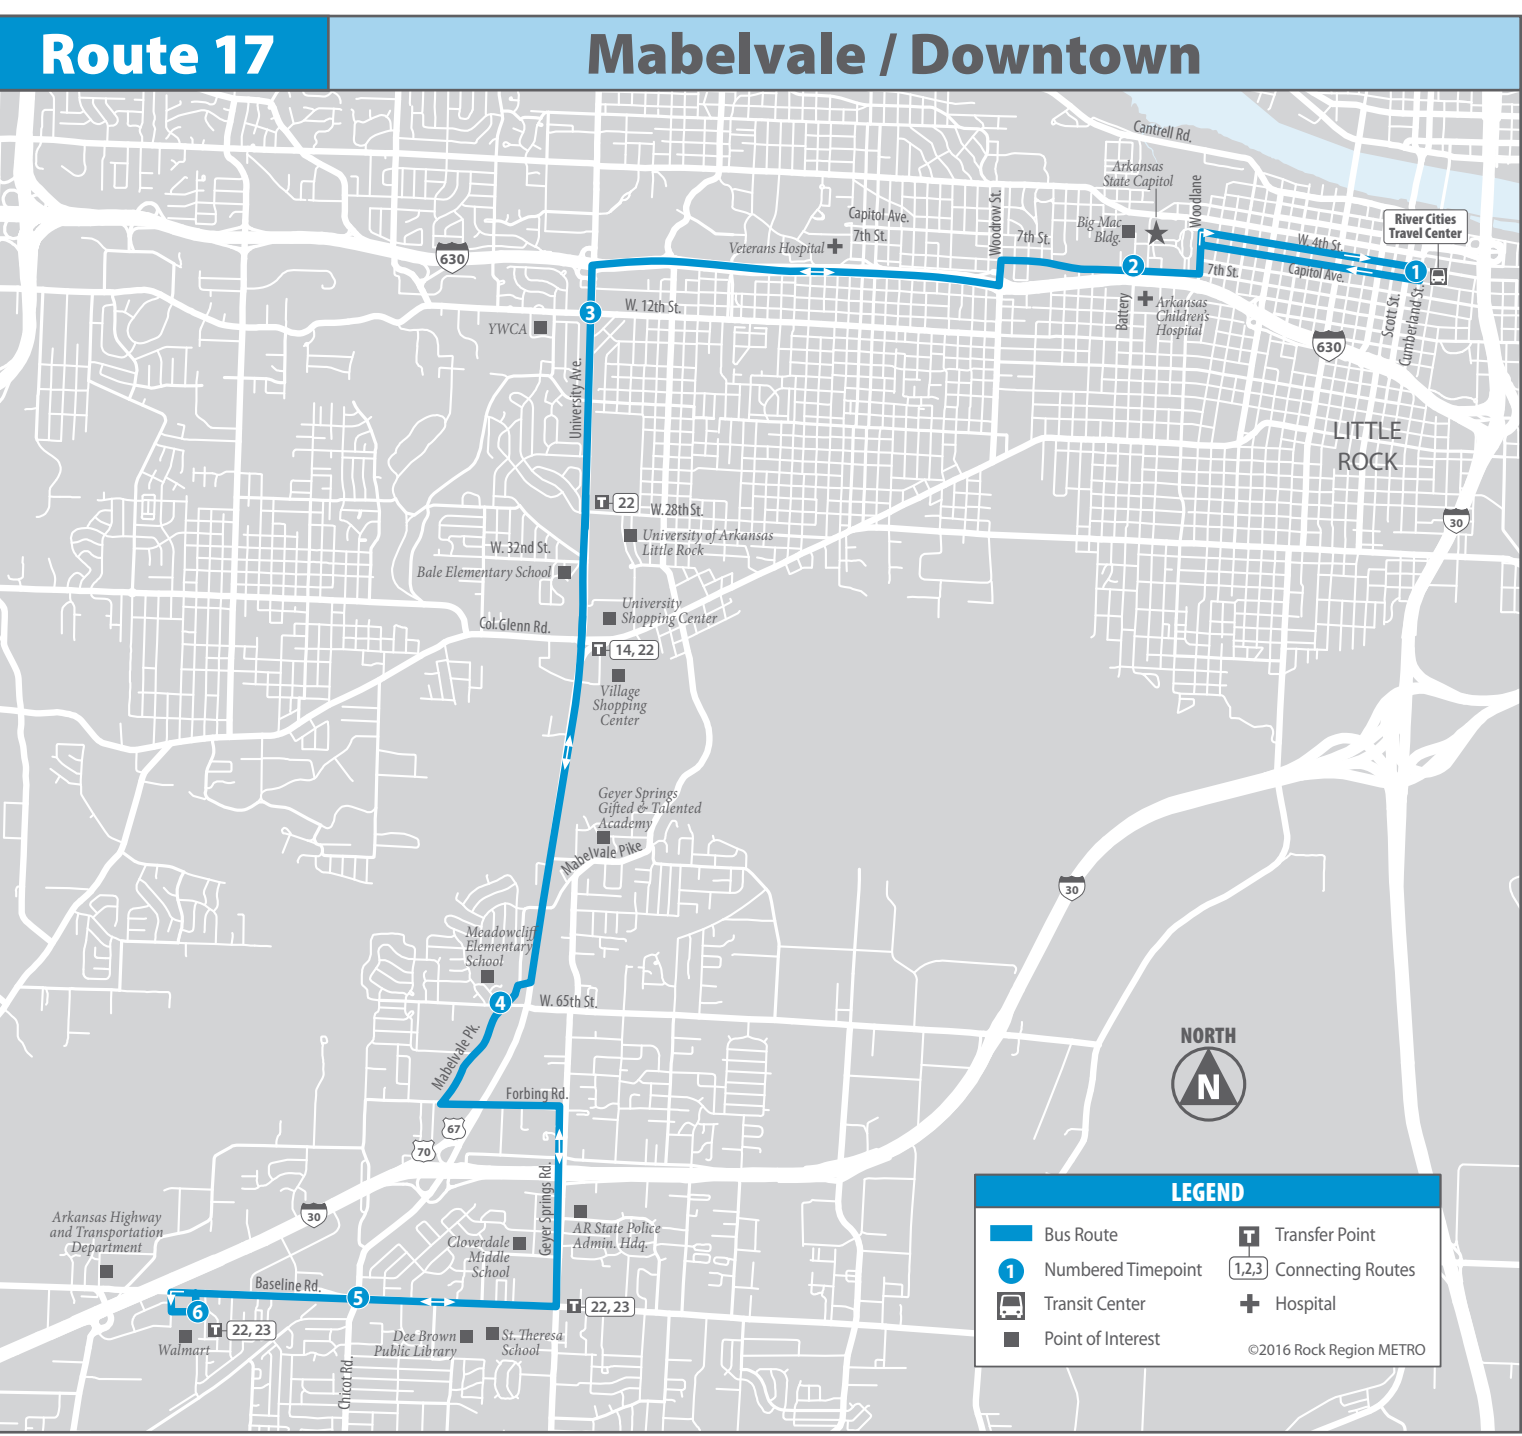 Route 17
Mabelvale / Downtown
Cantrell Rd.
Arkansas
State Capitol
Woodlane
Woodrow St.
Capitol Ave.
7th St.
Big Mac
Bldg.
7th St.
River Cities
Travel Center
Veterans Hospital
630
W. 4th St.
Capitol Ave.
7th St.
2
1
3
W. 12th St.
YWCA
Battery
Arkansas
Children's
Hospital
Scott St.
Cumberland St.
630
University Ave.
LITTLE
ROCK
T
22
W. 28th St.
30
University of Arkansas
Little Rock
W. 32nd St.
Bale Elementary School
University
Shopping Center
Col. Glenn Rd.
T
14, 22
Village
Shopping
Center
Geyer Springs
Gifted & Talented
Academy
Mabelvale Pike
30
Meadowcliff
Elementary
School
4
W. 65th St.
Mabelvale Pk.
NORTH
N
Forbing Rd.
67
70
Geyer Springs Rd.
30
Arkansas Highway
and Transportation
Department
AR State Police
Admin. Hdq.
Cloverdale
Middle
School
Baseline Rd.
5
6
T
22, 23
T
22, 23
Walmart
Dee Brown
Public Library
St. Theresa
School
Chicot Rd.
LEGEND
Bus Route
T
Transfer Point
1
Numbered Timepoint
1,2,3
Connecting Routes
Transit Center
Hospital
Point of Interest
©2016 Rock Region METRO